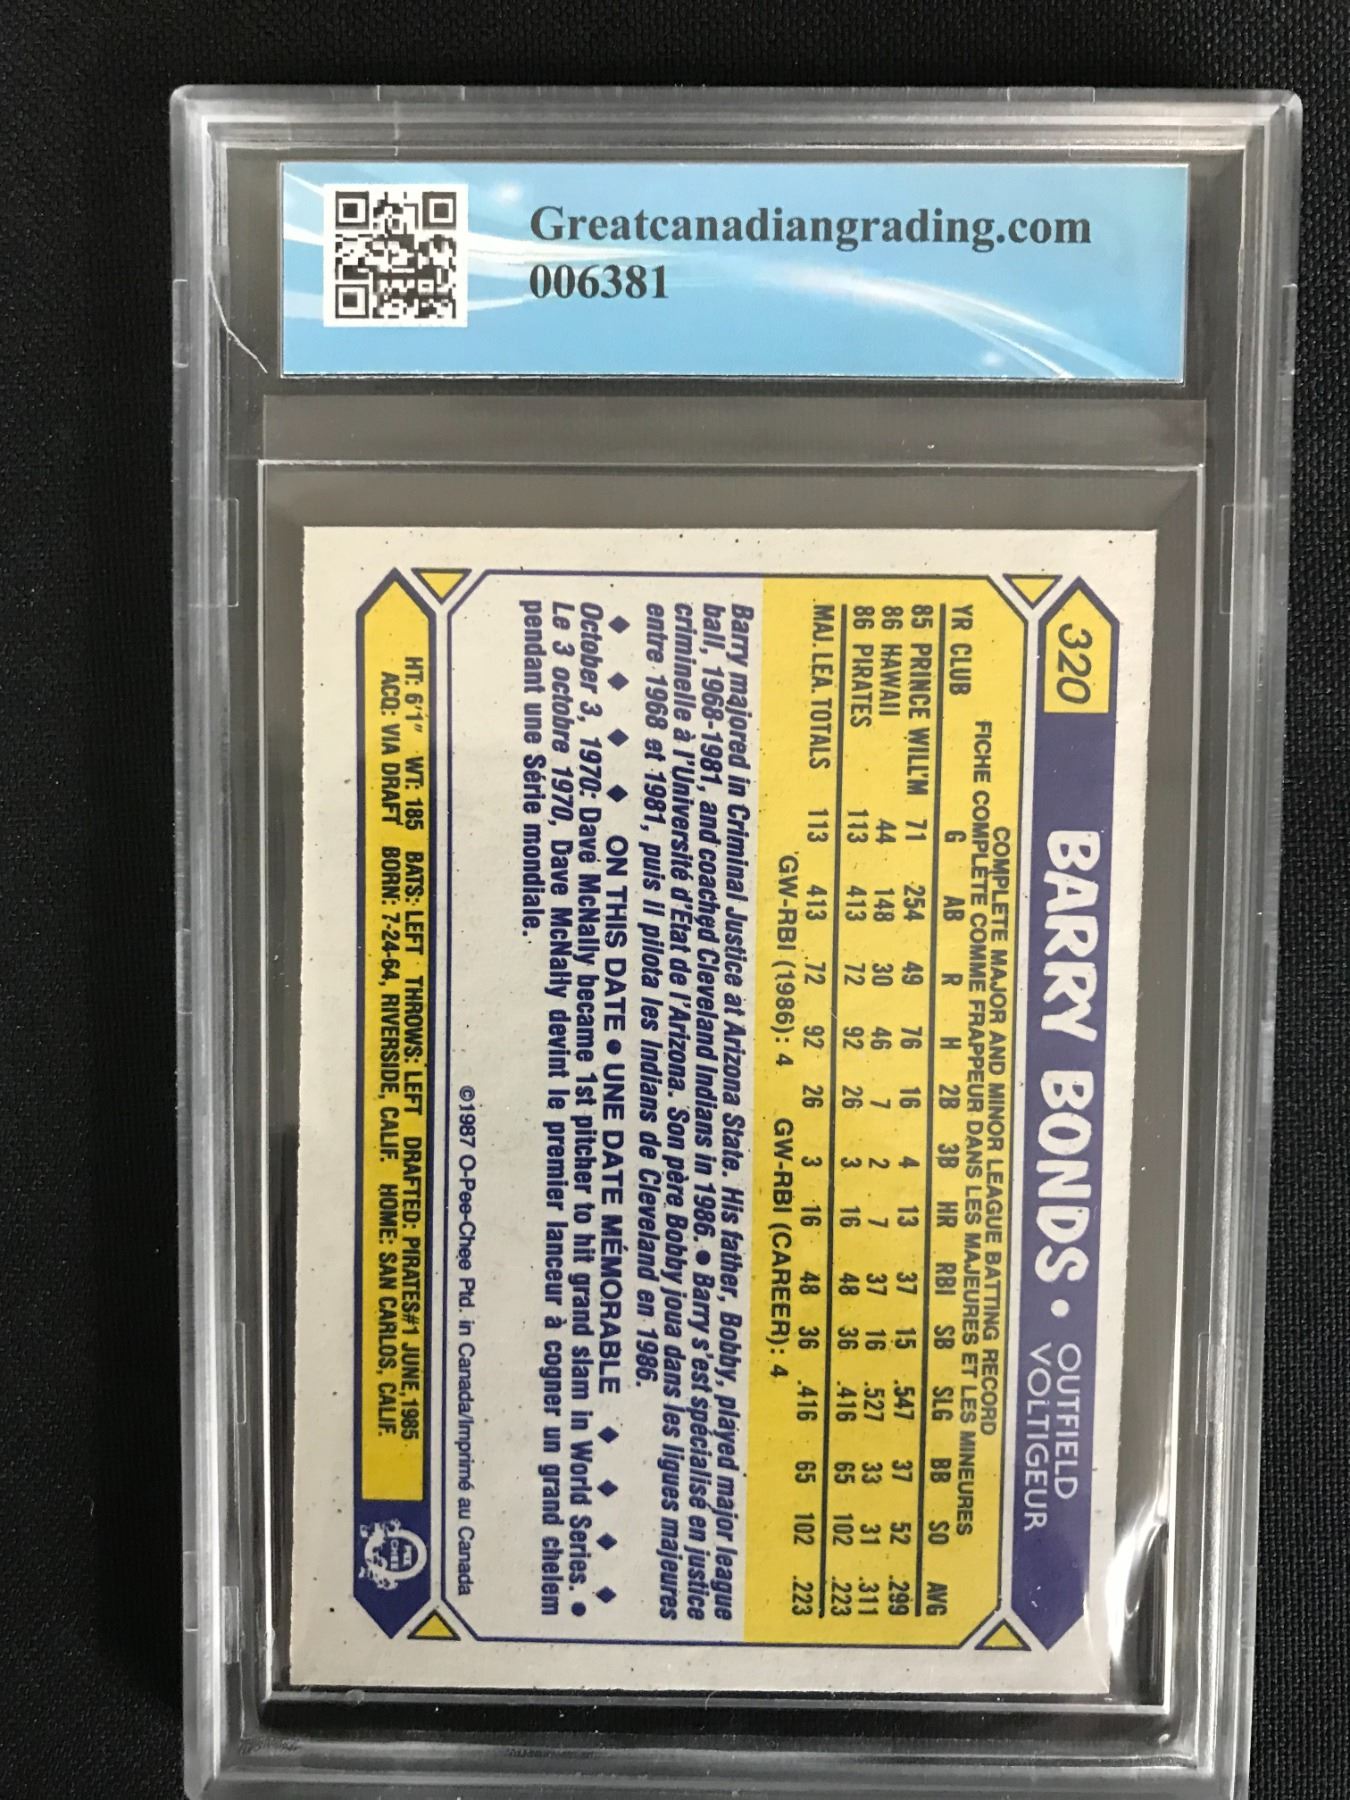 Greatcanadiangrading.com
006381
320 BARRY BONDS • OUTFIELD
VOLTIGEUR
COMPLETE MAJOR AND MINOR LEAGUE BATTING RECORD
FICHE COMPLÈTE COMME FRAPPEUR DANS LES MAJEURES ET LES MINEURES
YR CLUB G AB R H 2B 3B HR RBI SB SLG BB SO AVG
85 PRINCE WILL'M 71 254 49 76 16 4 13 37 15 .547 37 52 .299
86 HAWAII 44 148 30 46 7 2 7 37 16 .527 33 31 .311
86 PIRATES 113 413 72 92 26 3 16 48 36 .416 65 102 .223
MAJ. LEA. TOTALS 113 413 72 92 26 3 16 48 36 .416 65 102 .223
GW-RBI (1986): 4 GW-RBI (CAREER): 4
Barry majored in Criminal Justice at Arizona State. His father, Bobby, played major league
ball, 1968-1981, and coached Cleveland Indians in 1986. • Barry s'est spécialisé en justice
criminelle à l'Université d'État de l'Arizona. Son père Bobby joua dans les ligues majeures
entre 1968 et 1981, puis il pilota les Indians de Cleveland en 1986.
◆ ◆ ◆ ◆ ON THIS DATE • UNE DATE MÉMORABLE ◆ ◆ ◆ ◆
October 3, 1970: Dave McNally became 1st pitcher to hit grand slam in World Series. •
Le 3 octobre 1970, Dave McNally devint le premier lanceur à cogner un grand chelem
pendant une Série mondiale.
©1987 O-Pee-Chee Ptd. in Canada/Imprimé au Canada
HT: 6'1" WT: 185 BATS: LEFT THROWS: LEFT DRAFTED: PIRATES#1 JUNE, 1985
ACQ: VIA DRAFT BORN: 7-24-64, RIVERSIDE, CALIF. HOME: SAN CARLOS, CALIF.
O
PEE
CHEE